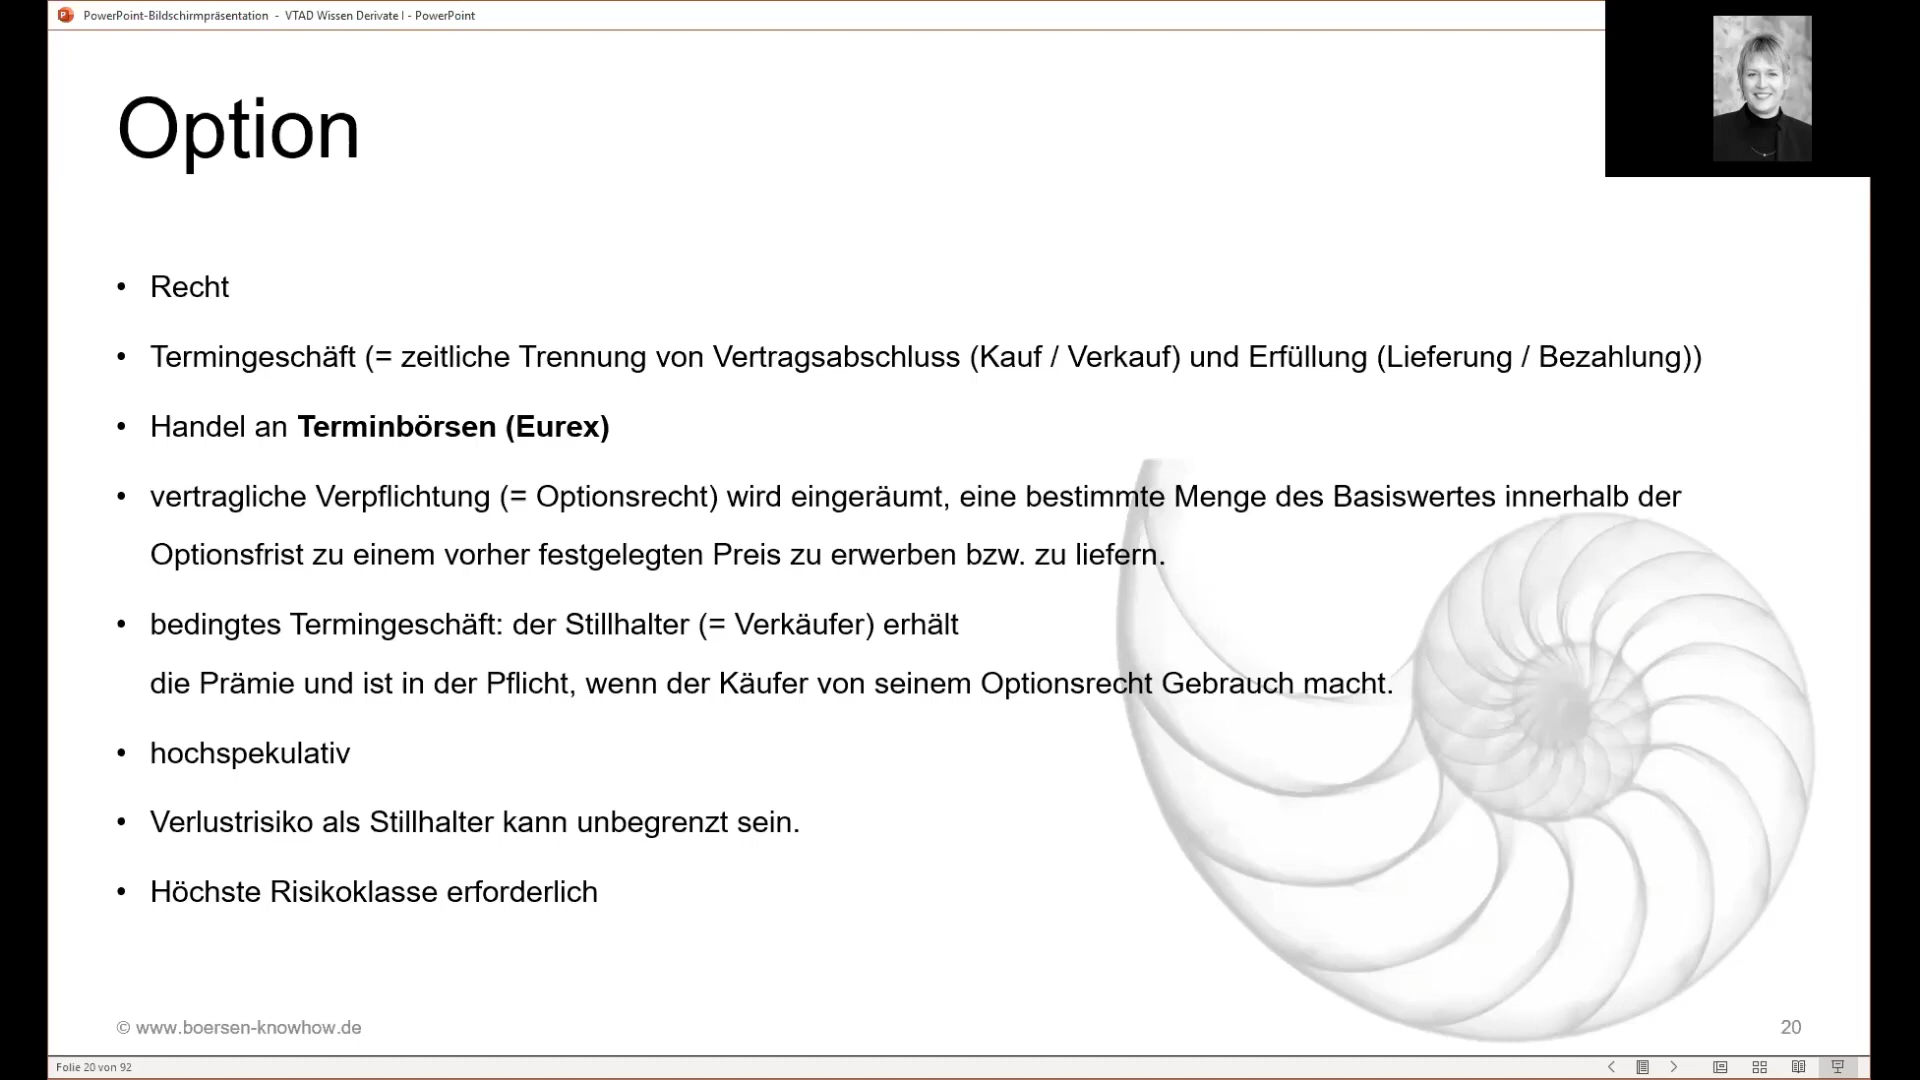 PowerPoint-Bildschirmpräsentation - VTAD Wissen Derivate I - PowerPoint
Option
• Recht
• Termingeschäft (= zeitliche Trennung von Vertragsabschluss (Kauf / Verkauf) und Erfüllung (Lieferung / Bezahlung))
• Handel an Terminbörsen (Eurex)
• vertragliche Verpflichtung (= Optionsrecht) wird eingeräumt, eine bestimmte Menge des Basiswertes innerhalb der
Optionsfrist zu einem vorher festgelegten Preis zu erwerben bzw. zu liefern.
• bedingtes Termingeschäft: der Stillhalter (= Verkäufer) erhält
die Prämie und ist in der Pflicht, wenn der Käufer von seinem Optionsrecht Gebrauch macht.
• hochspekulativ
• Verlustrisiko als Stillhalter kann unbegrenzt sein.
• Höchste Risikoklasse erforderlich
© www.boersen-knowhow.de
20
Folie 20 von 92